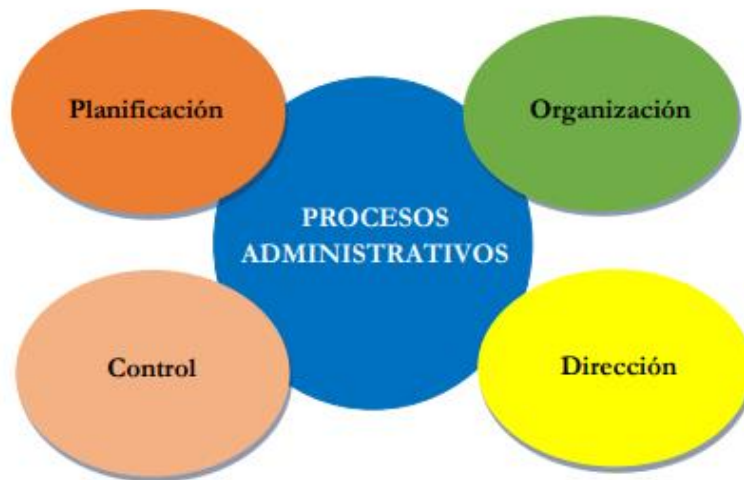 Planificación
Organización
PROCESOS
ADMINISTRATIVOS
Control
Dirección